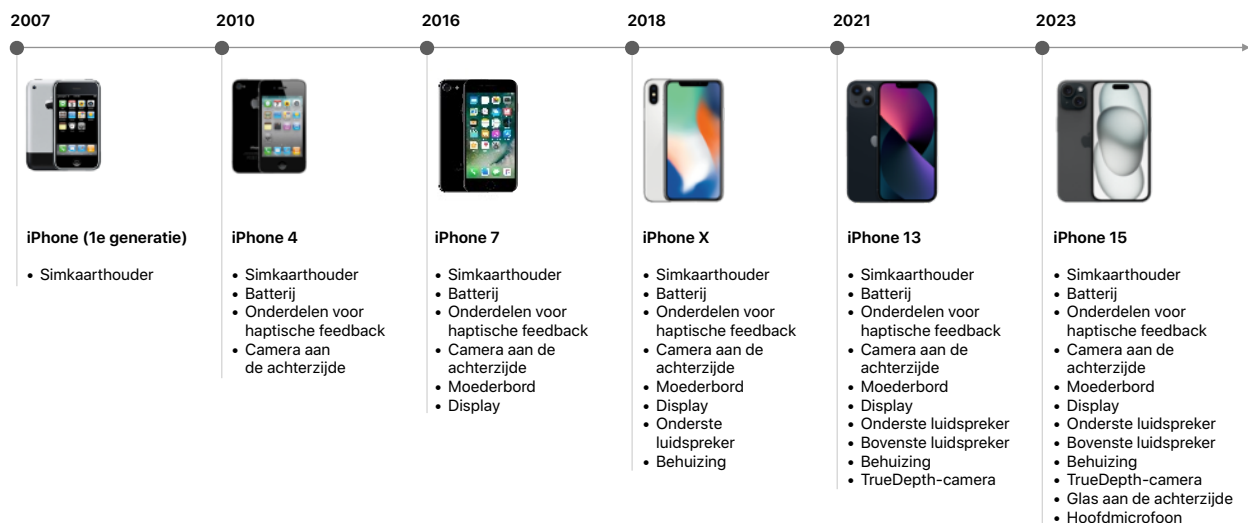 2007
2010
2016
2018
2021
2023
iPhone (1e generatie)
• Simkaarthouder
iPhone 4
• Simkaarthouder
• Batterij
• Onderdelen voor
haptische feedback
• Camera aan
de achterzijde
iPhone 7
• Simkaarthouder
• Batterij
• Onderdelen voor
haptische feedback
• Camera aan de
achterzijde
• Moederbord
• Display
iPhone X
• Simkaarthouder
• Batterij
• Onderdelen voor
haptische feedback
• Camera aan de
achterzijde
• Moederbord
• Display
• Onderste
luidspreker
• Behuizing
iPhone 13
• Simkaarthouder
• Batterij
• Onderdelen voor
haptische feedback
• Camera aan de
achterzijde
• Moederbord
• Display
• Onderste luidspreker
• Bovenste luidspreker
• Behuizing
• TrueDepth-camera
iPhone 15
• Simkaarthouder
• Batterij
• Onderdelen voor
haptische feedback
• Camera aan de
achterzijde
• Moederbord
• Display
• Onderste luidspreker
• Bovenste luidspreker
• Behuizing
• TrueDepth-camera
• Glas aan de achterzijde
• Hoofdmicrofoon